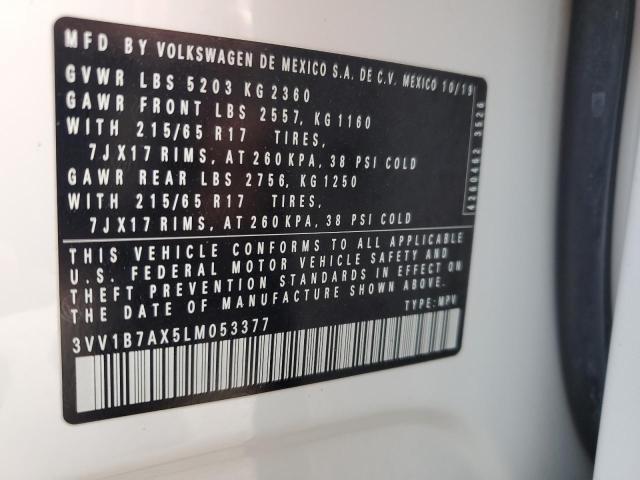 MFD BY VOLKSWAGEN DE MEXICO S.A. DE C.V. MEXICO 10/19
GVWR LBS 5203 KG 2360
GAWR FRONT LBS 2557, KG 1160
WITH 215/65 R17 TIRES,
7JX17 RIMS, AT 260 KPA, 38 PSI COLD
GAWR REAR LBS 2756, KG 1250
WITH 215/65 R17 TIRES,
7JX17 RIMS, AT 260 KPA, 38 PSI COLD
4260462 3526
THIS VEHICLE CONFORMS TO ALL APPLICABLE
U.S. FEDERAL MOTOR VEHICLE SAFETY AND
THEFT PREVENTION STANDARDS IN EFFECT ON
THE DATE OF MANUFACTURE SHOWN ABOVE.
3VV1B7AX5LM053377 TYPE: MPV